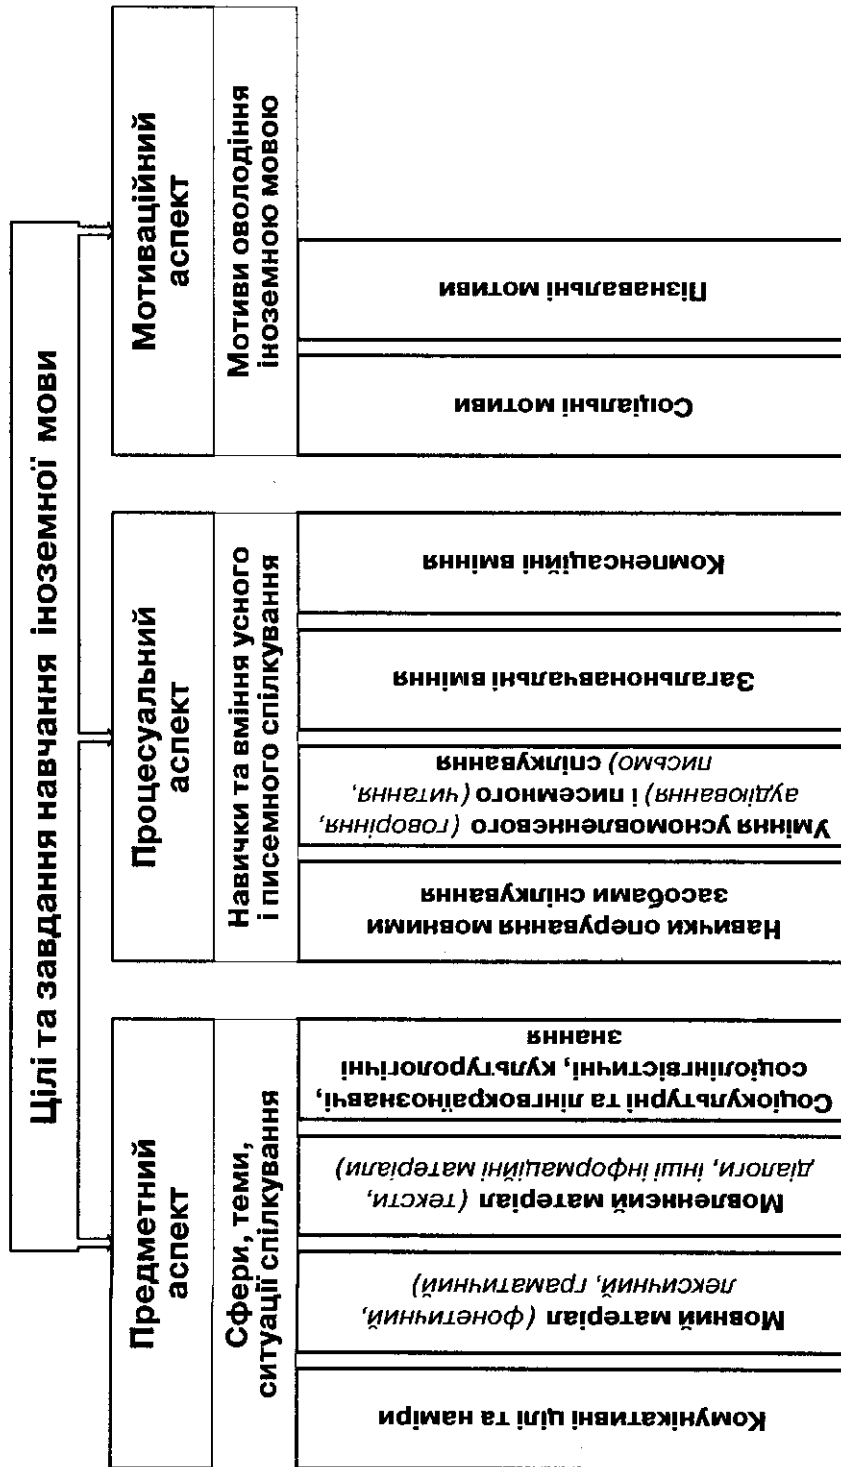 Цілі та завдання навчання іноземної мови
Предметний
аспект
Сфери, теми,
ситуації спілкування
Комунікативні цілі та наміри
Мовний матеріал (фонетичний,
лексичний, граматичний)
Мовленнєий матеріал (тексти,
діалоги, інші інформаційні матеріали)
Соціокультурні та лінгвокраїнознавчі,
соціолінгвістичні, культурологічні
знання
Процесуальний
аспект
Навички та вміння усного
і писемного спілкування
Навички оперування мовними
засобами спілкування
Уміння усномовленнєвого (говоріння,
аудіювання) і писемного (читання,
письмо) спілкування
Загальнонавчальні вміння
Компенсаційні вміння
Мотиваційний
аспект
Мотиви оволодіння
іноземною мовою
Соціальні мотиви
Пізнавальні мотиви